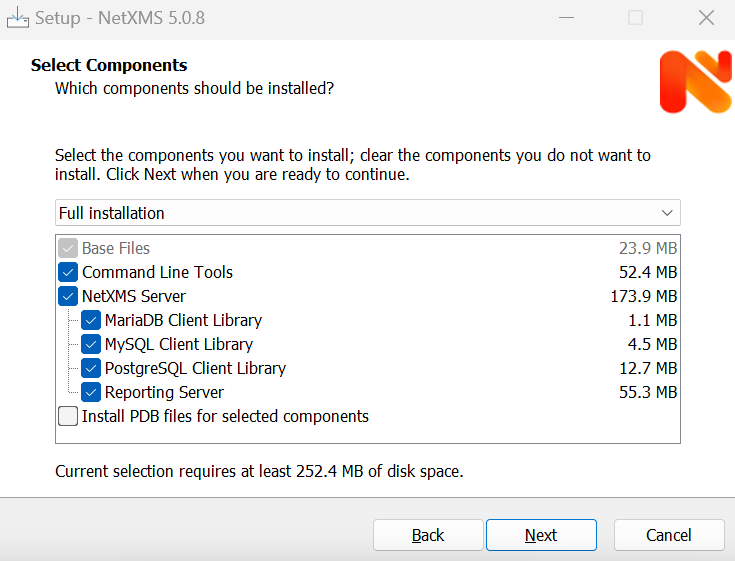 Setup - NetXMS 5.0.8
Select Components
Which components should be installed?
Select the components you want to install; clear the components you do not want to
install. Click Next when you are ready to continue.
Full installation
Base Files 23.9 MB
Command Line Tools 52.4 MB
NetXMS Server 173.9 MB
MariaDB Client Library 1.1 MB
MySQL Client Library 4.5 MB
PostgreSQL Client Library 12.7 MB
Reporting Server 55.3 MB
Install PDB files for selected components
Current selection requires at least 252.4 MB of disk space.
Back Next Cancel